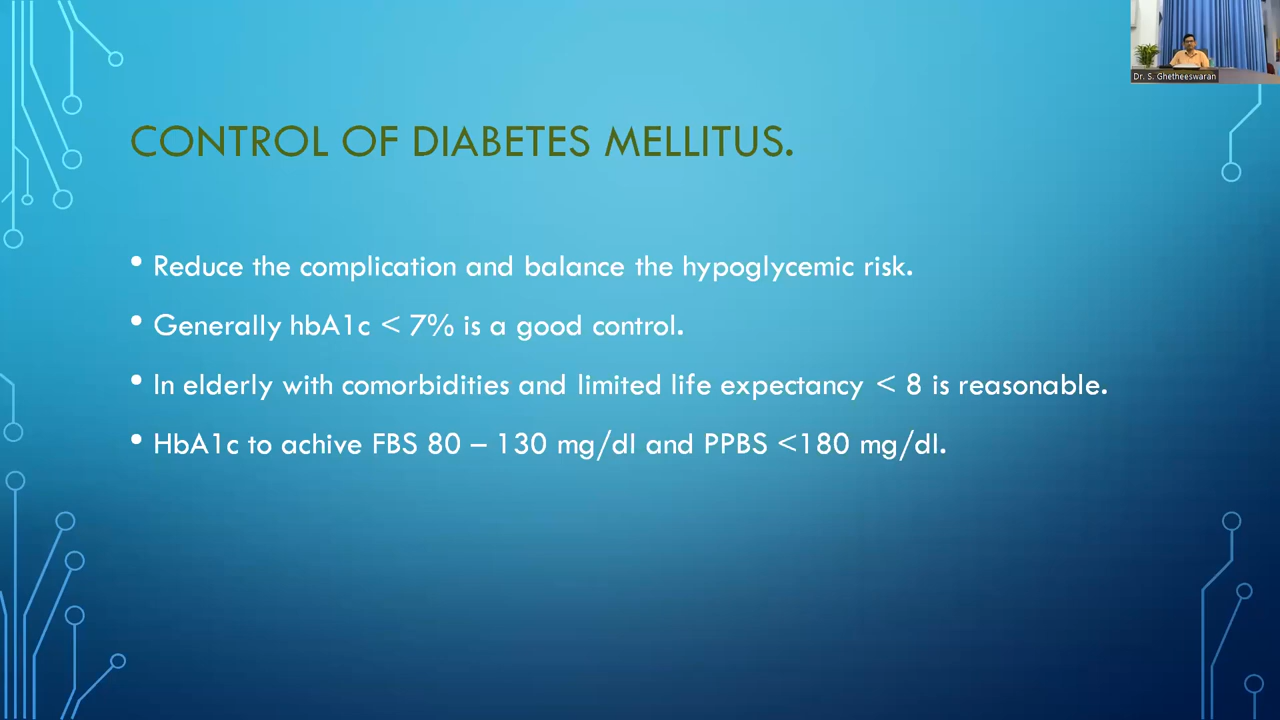 Dr. S. Ghetheeswaran
CONTROL OF DIABETES MELLITUS.
• Reduce the complication and balance the hypoglycemic risk.
• Generally hbA1c < 7% is a good control.
• In elderly with comorbidities and limited life expectancy < 8 is reasonable.
• HbA1c to achive FBS 80 – 130 mg/dl and PPBS <180 mg/dl.